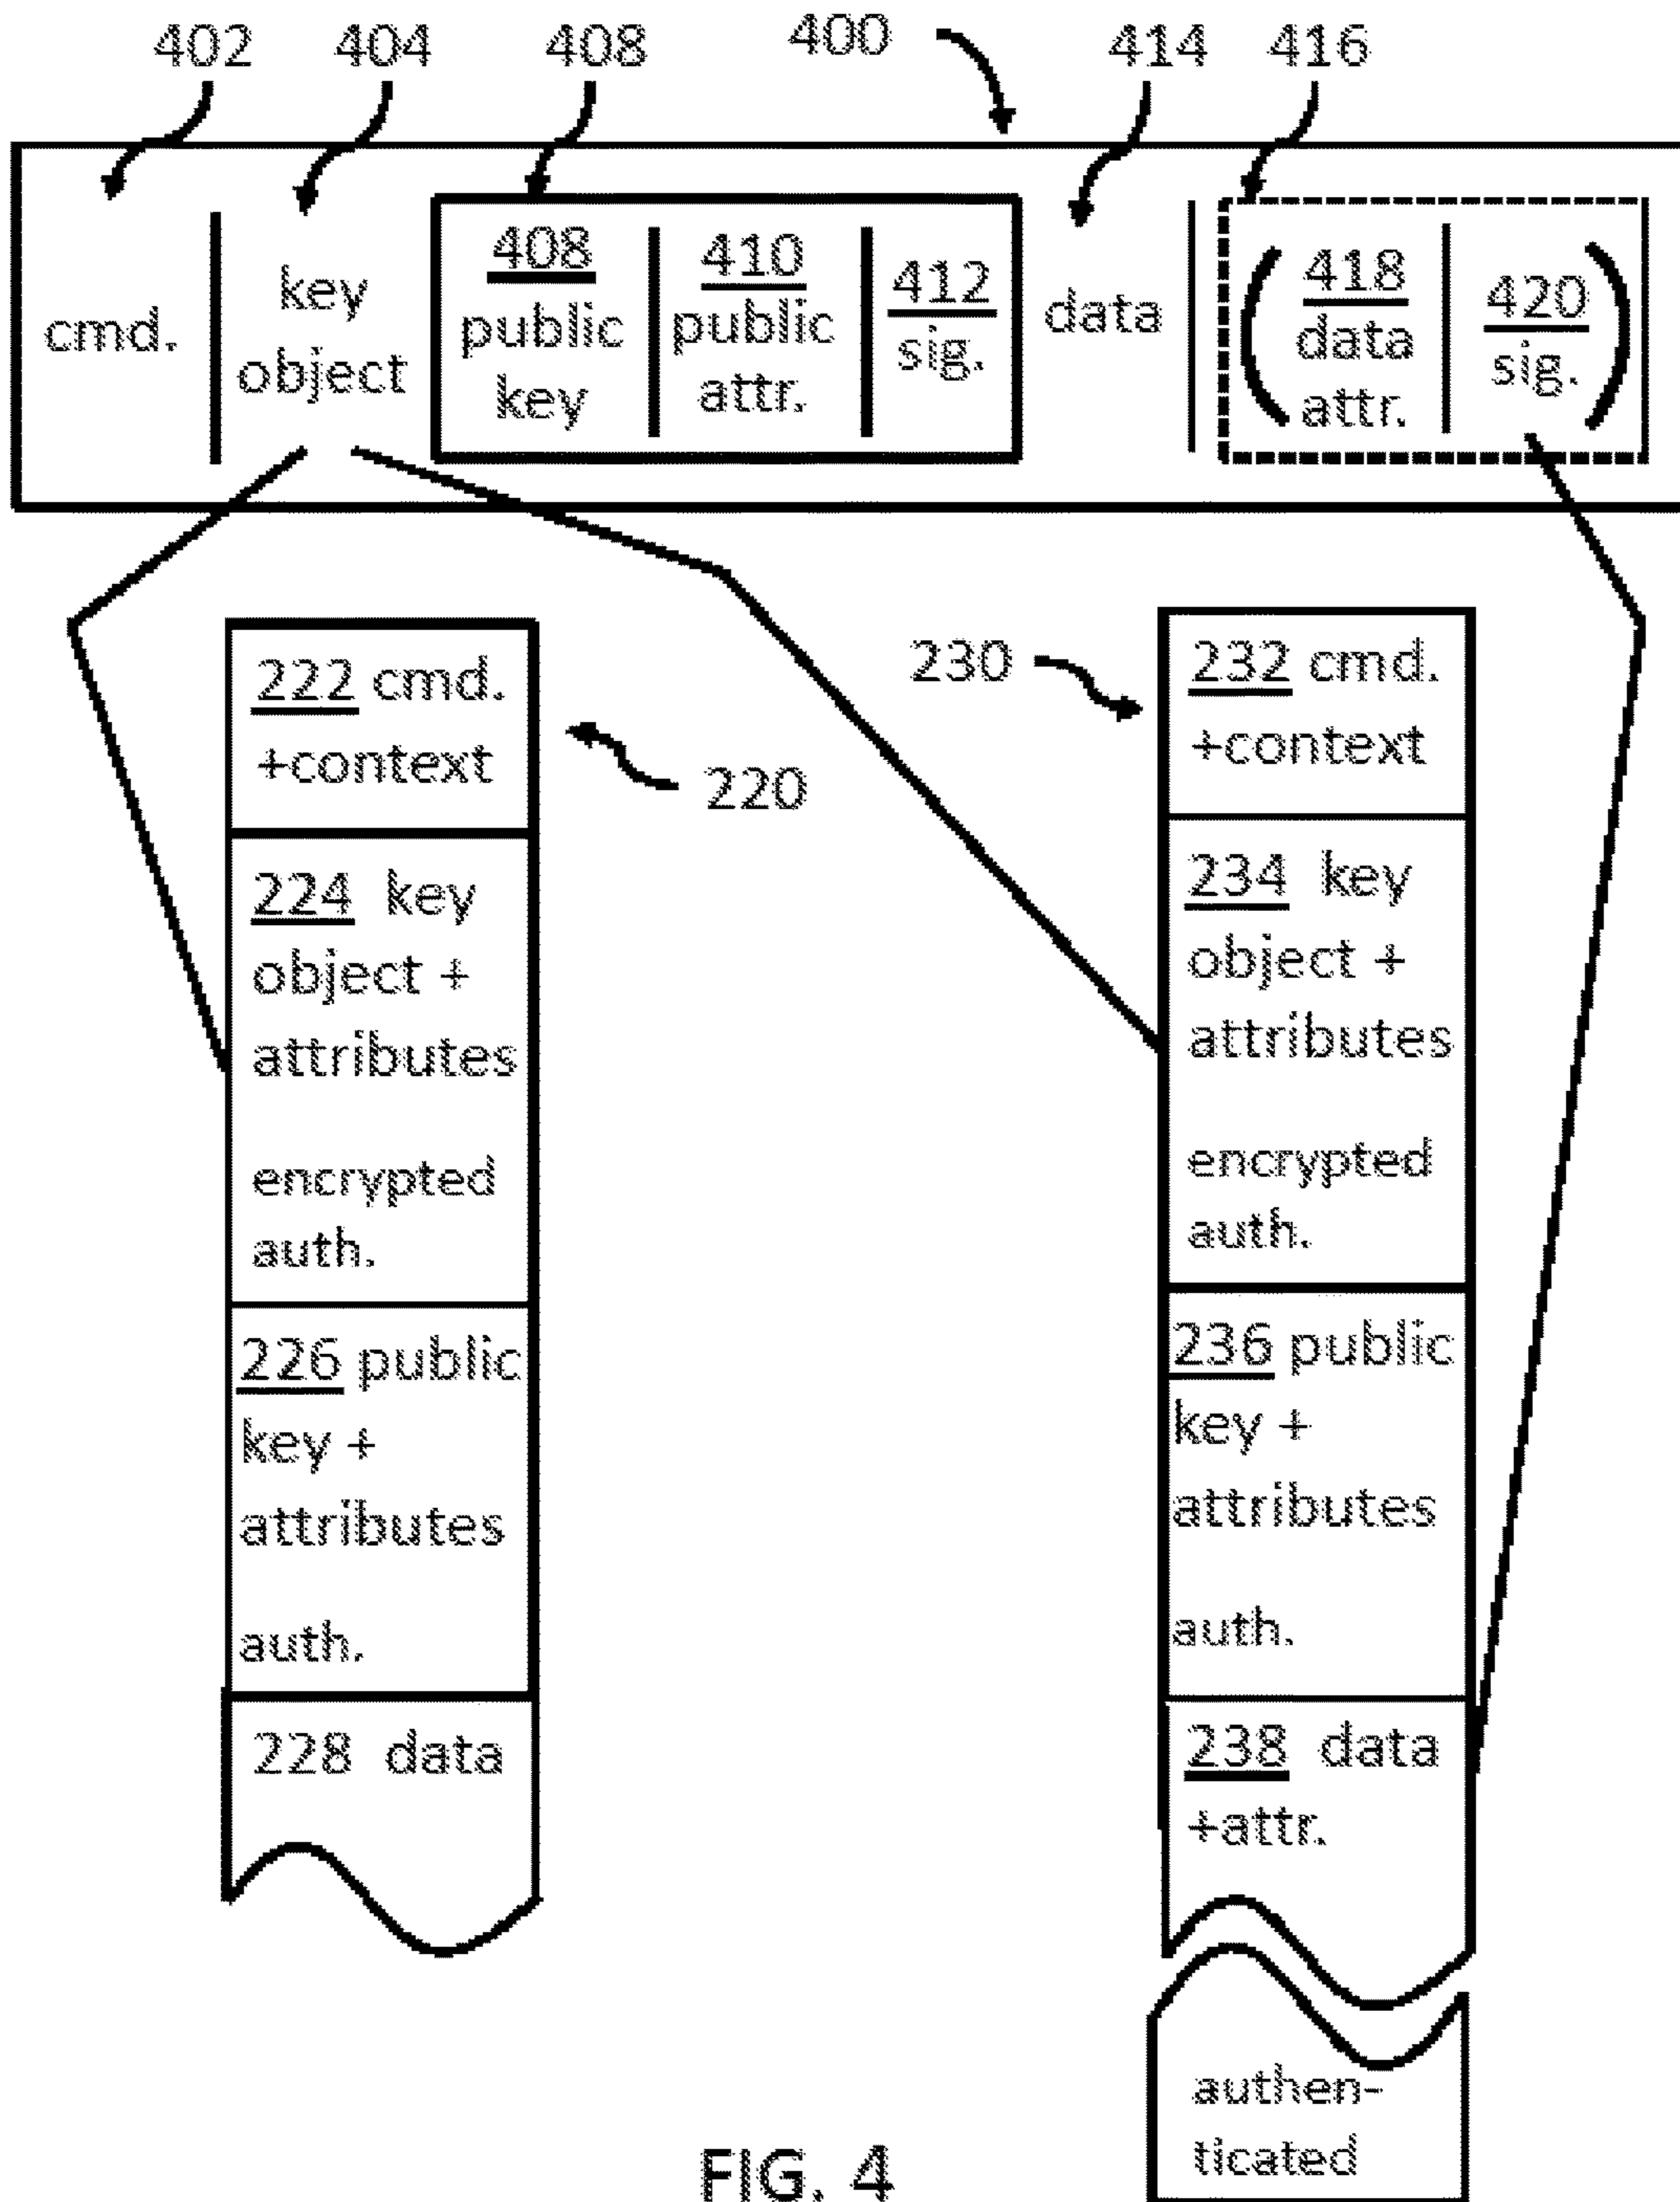 402 404 408 400 414 416
cmd.
key
object
408
public
key
410
public
attr.
412
sig.
data
( 418
data
attr.
420
sig. )
222 cmd.
+context
220
224 key
object +
attributes
encrypted
auth.
226 public
key +
attributes
auth.
228 data
230
232 cmd.
+context
234 key
object +
attributes
encrypted
auth.
236 public
key +
attributes
auth.
238 data
+attr.
authen-
ticated
FIG. 4